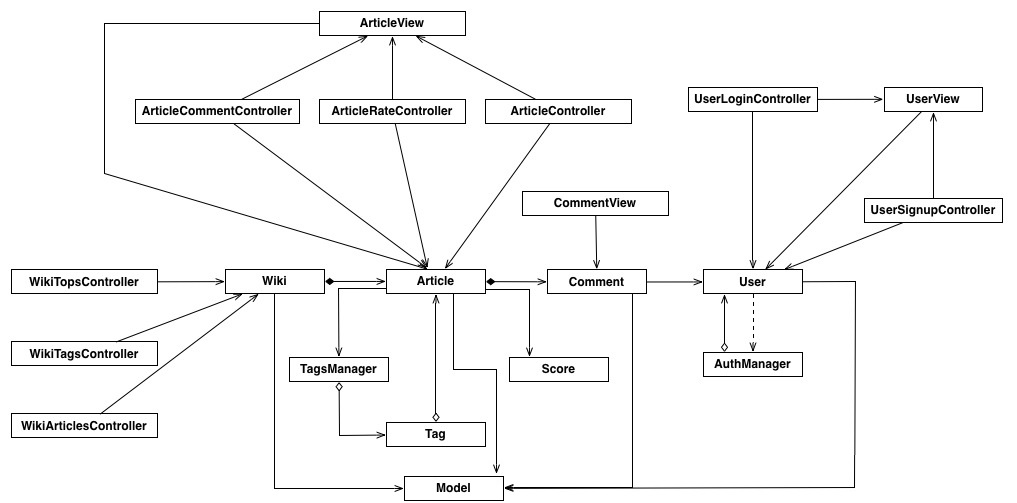 ArticleView
ArticleCommentController
ArticleRateController
ArticleController
UserLoginController
UserView
CommentView
UserSignupController
WikiTopsController
Wiki
Article
Comment
User
WikiTagsController
TagsManager
Score
AuthManager
WikiArticlesController
Tag
Model